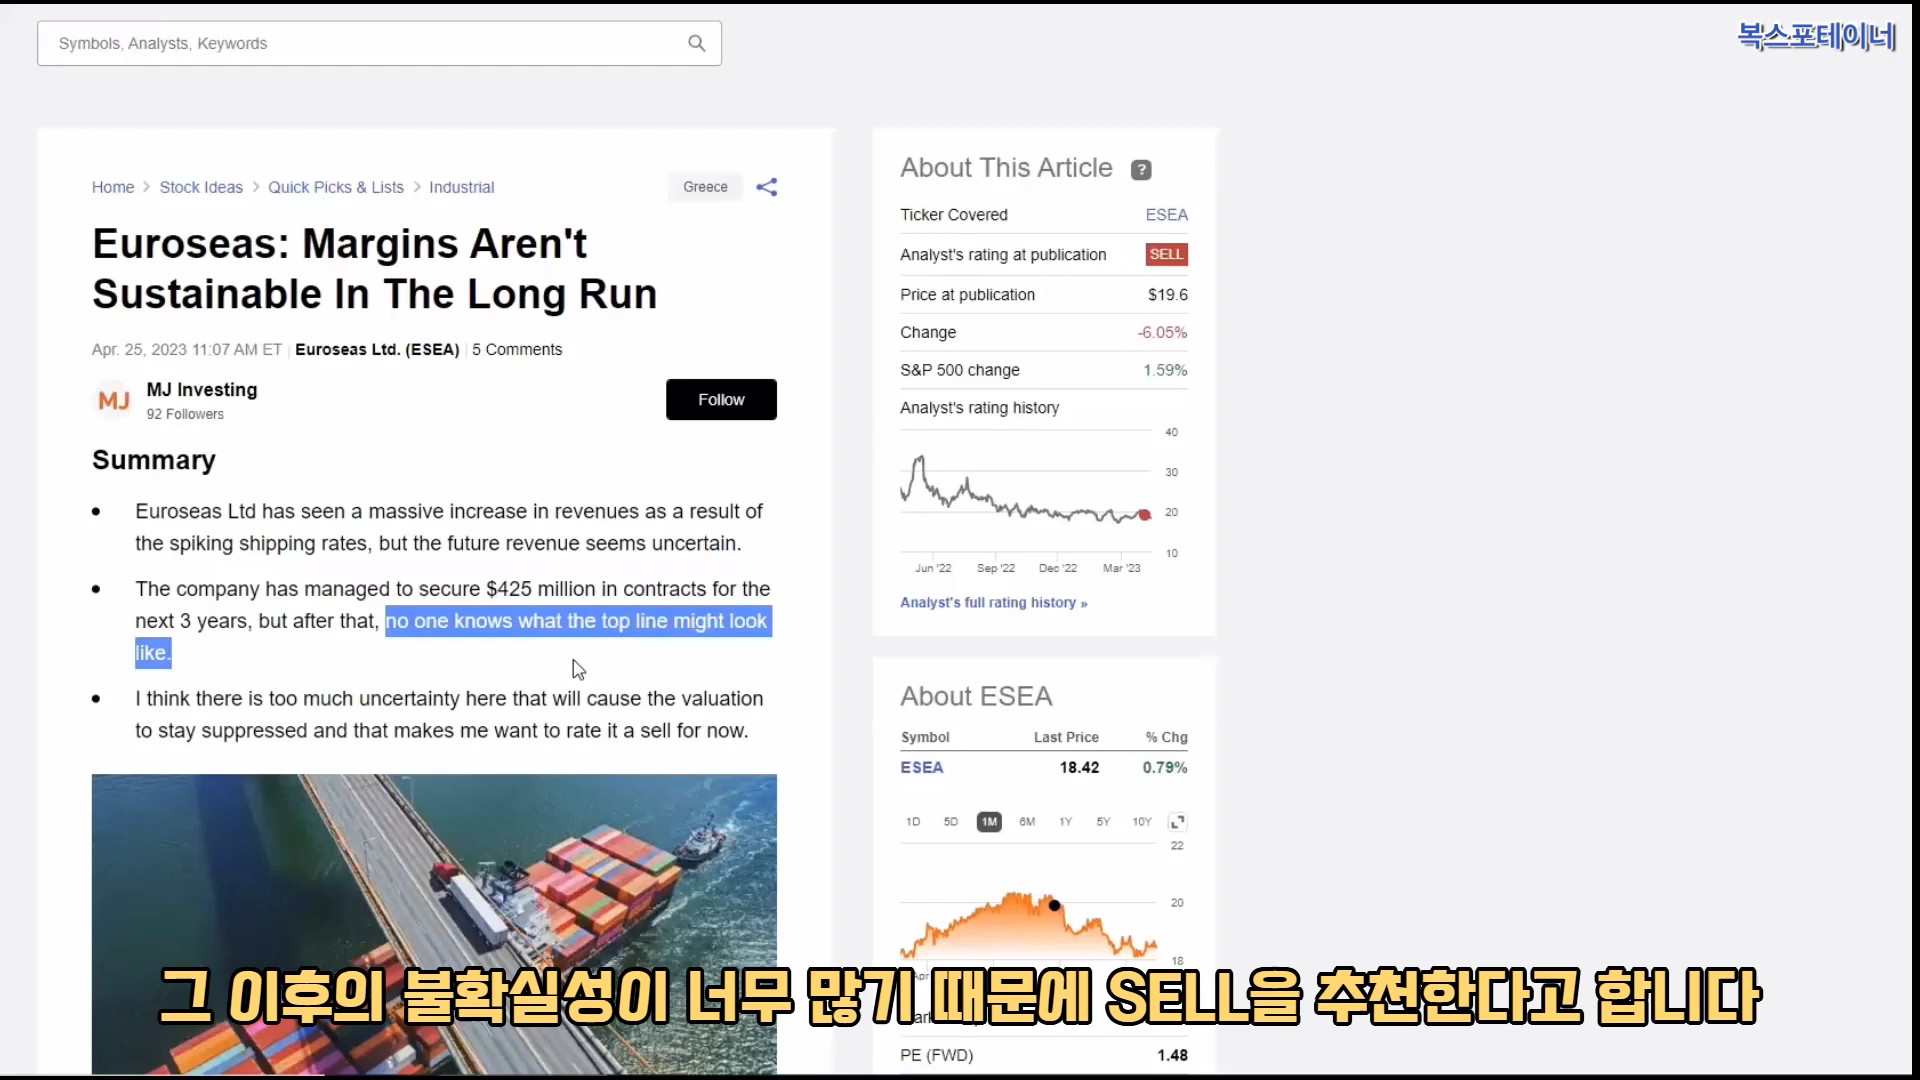 Symbols, Analysts, Keywords
복스포테이너
Home > Stock Ideas > Quick Picks & Lists > Industrial
Greece
Euroseas: Margins Aren't
Sustainable In The Long Run
Apr. 25, 2023 11:07 AM ET | Euroseas Ltd. (ESEA) | 5 Comments
MJ
MJ Investing
92 Followers
Follow
Summary
• Euroseas Ltd has seen a massive increase in revenues as a result of
the spiking shipping rates, but the future revenue seems uncertain.
• The company has managed to secure $425 million in contracts for the
next 3 years, but after that, no one knows what the top line might look
like.
• I think there is too much uncertainty here that will cause the valuation
to stay suppressed and that makes me want to rate it a sell for now.
About This Article ?
Ticker Covered ESEA
Analyst's rating at publication SELL
Price at publication $19.6
Change -6.05%
S&P 500 change 1.59%
Analyst's rating history
40
30
20
10
Jun '22 Sep '22 Dec '22 Mar '23
Analyst's full rating history »
About ESEA
Symbol Last Price % Chg
ESEA 18.42 0.79%
1D 5D 1M 6M 1Y 5Y 10Y
22
20
18
그 이후의 불확실성이 너무 많기 때문에 SELL을 추천한다고 합니다
PE (FWD) 1.48